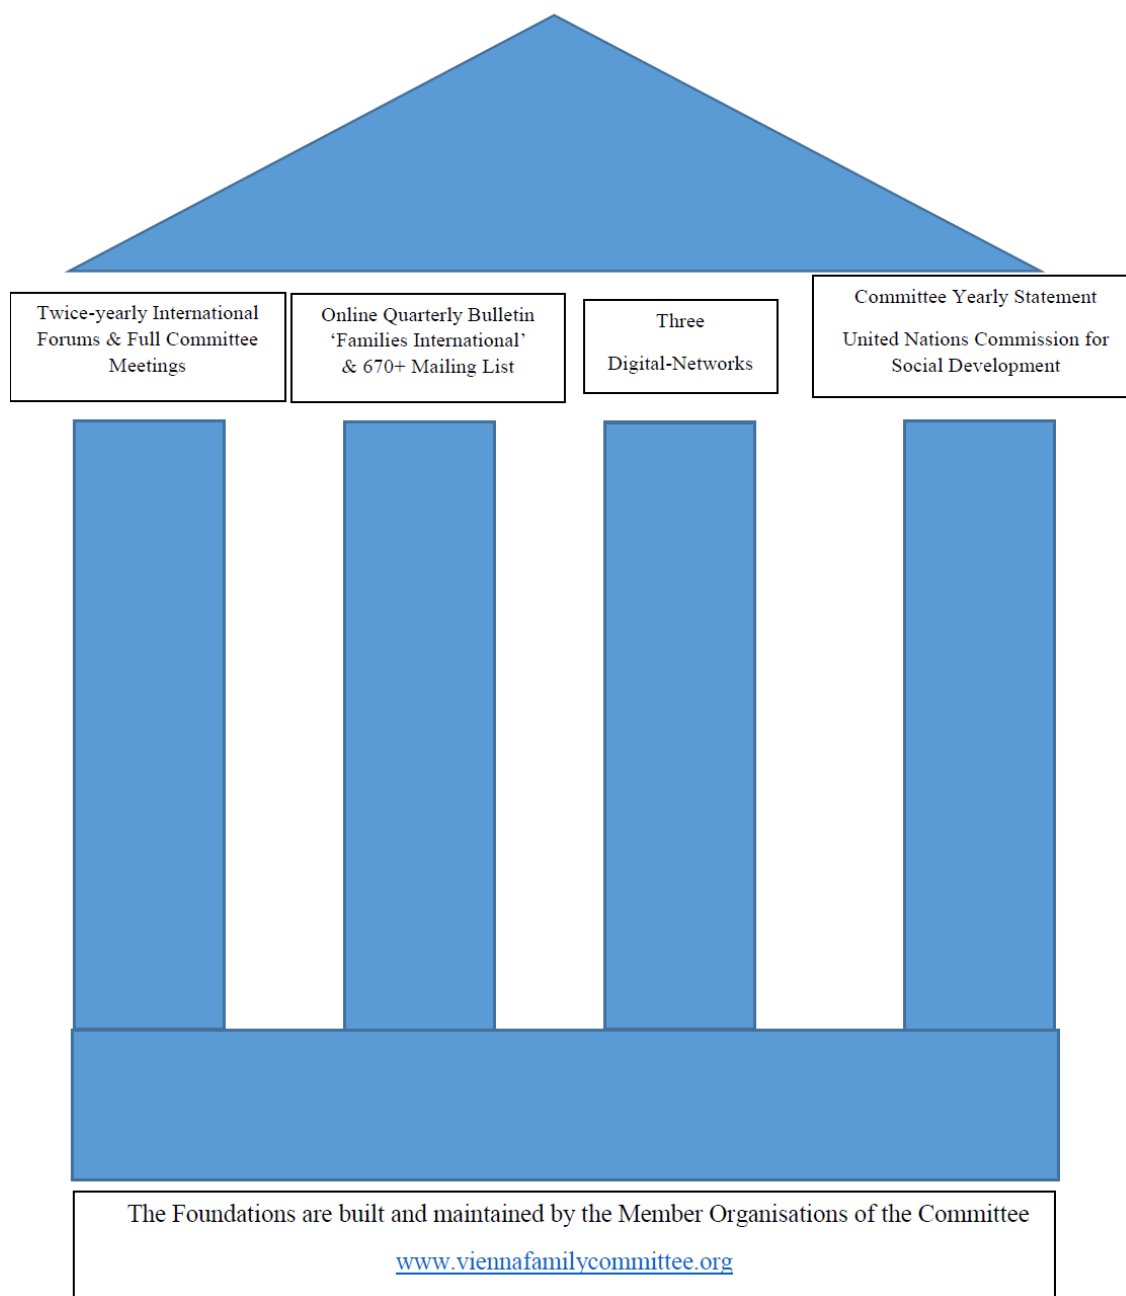 Twice-yearly International
Forums & Full Committee
Meetings
Online Quarterly Bulletin
‘Families International’
& 670+ Mailing List
Three
Digital-Networks
Committee Yearly Statement
United Nations Commission for
Social Development
The Foundations are built and maintained by the Member Organisations of the Committee
www.viennafamilycommittee.org